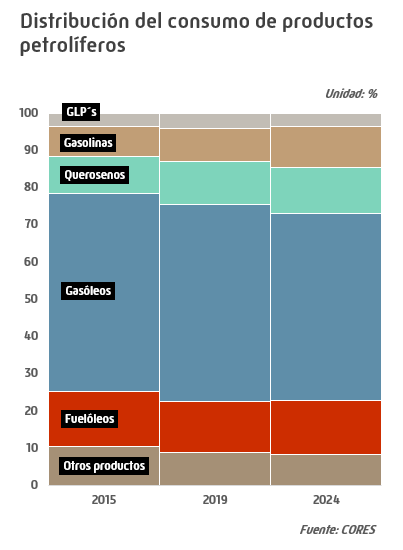 Distribución del consumo de productos
petrolíferos
Unidad: %
100
GLP´s
90
Gasolinas
80
Querosenos
70
60
50
Gasóleos
40
30
20
Fuelóleos
10
Otros productos
0
2015 2019 2024
Fuente: CORES